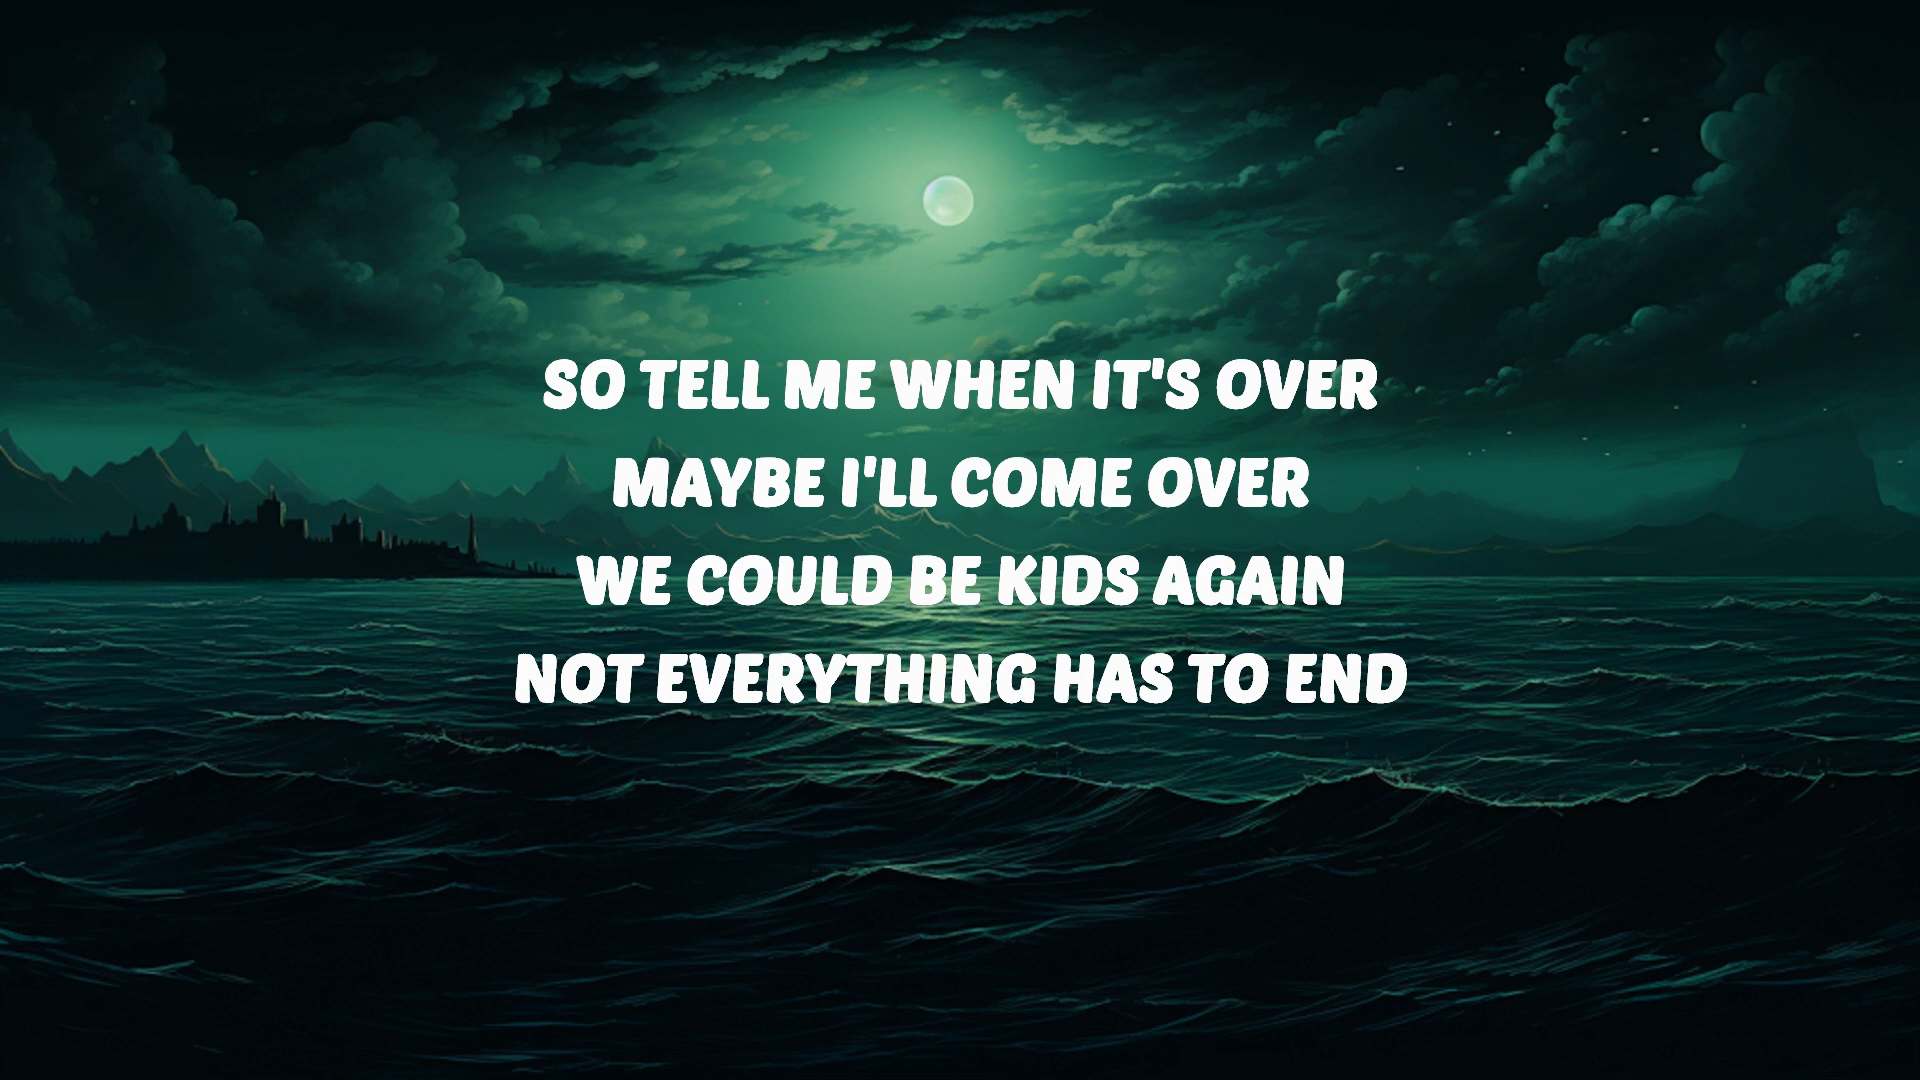 SO TELL ME WHEN IT'S OVER
MAYBE I'LL COME OVER
WE COULD BE KIDS AGAIN
NOT EVERYTHING HAS TO END